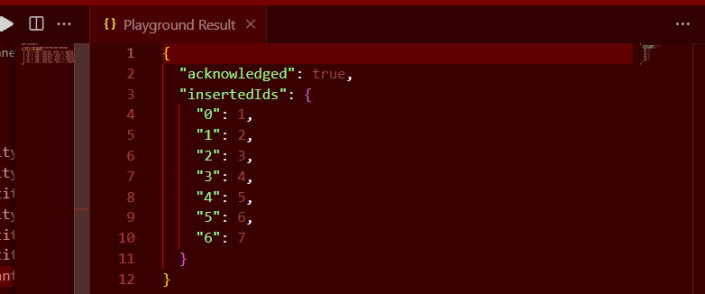 Playground Result
1 {
2 "acknowledged": true,
3 "insertedIds": {
4 "0": 1,
5 "1": 2,
6 "2": 3,
7 "3": 4,
8 "4": 5,
9 "5": 6,
10 "6": 7
11 }
12 }